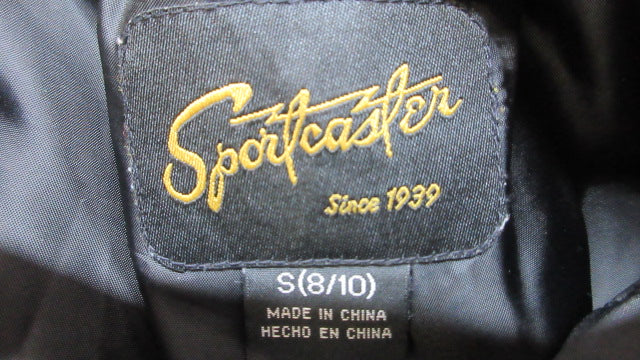 Sportcaster
Since 1939
S(8/10)
MADE IN CHINA
HECHO EN CHINA